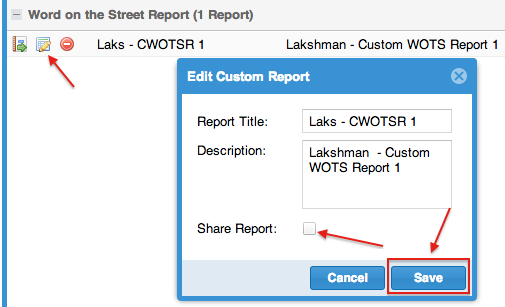 Word on the Street Report (1 Report)
Laks - CWOTSR 1 Lakshman - Custom WOTS Report 1
Edit Custom Report
Report Title: Laks - CWOTSR 1
Description: Lakshman - Custom
WOTS Report 1
Share Report:
Cancel Save